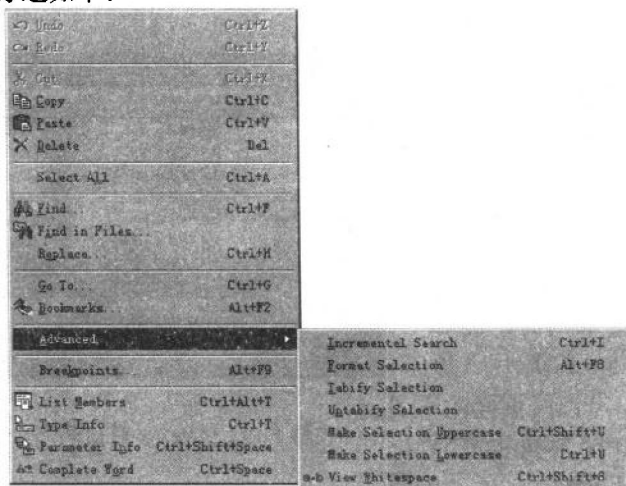 Undo Ctrl+Z
Redo Ctrl+Y
Cut Ctrl+X
Copy Ctrl+C
Paste Ctrl+V
Delete Del
Select All Ctrl+A
Find... Ctrl+F
Find in Files...
Replace... Ctrl+H
Go To... Ctrl+G
Bookmarks... Alt+F2
Advanced
Breakpoints... Alt+F9
List Members Ctrl+Alt+T
Type Info Ctrl+T
Parameter Info Ctrl+Shift+Space
Complete Word Ctrl+Space
Incremental Search Ctrl+I
Format Selection Alt+F8
Tabify Selection
Untabify Selection
Make Selection Uppercase Ctrl+Shift+U
Make Selection Lowercase Ctrl+U
a-b View Whitespace Ctrl+Shift+8